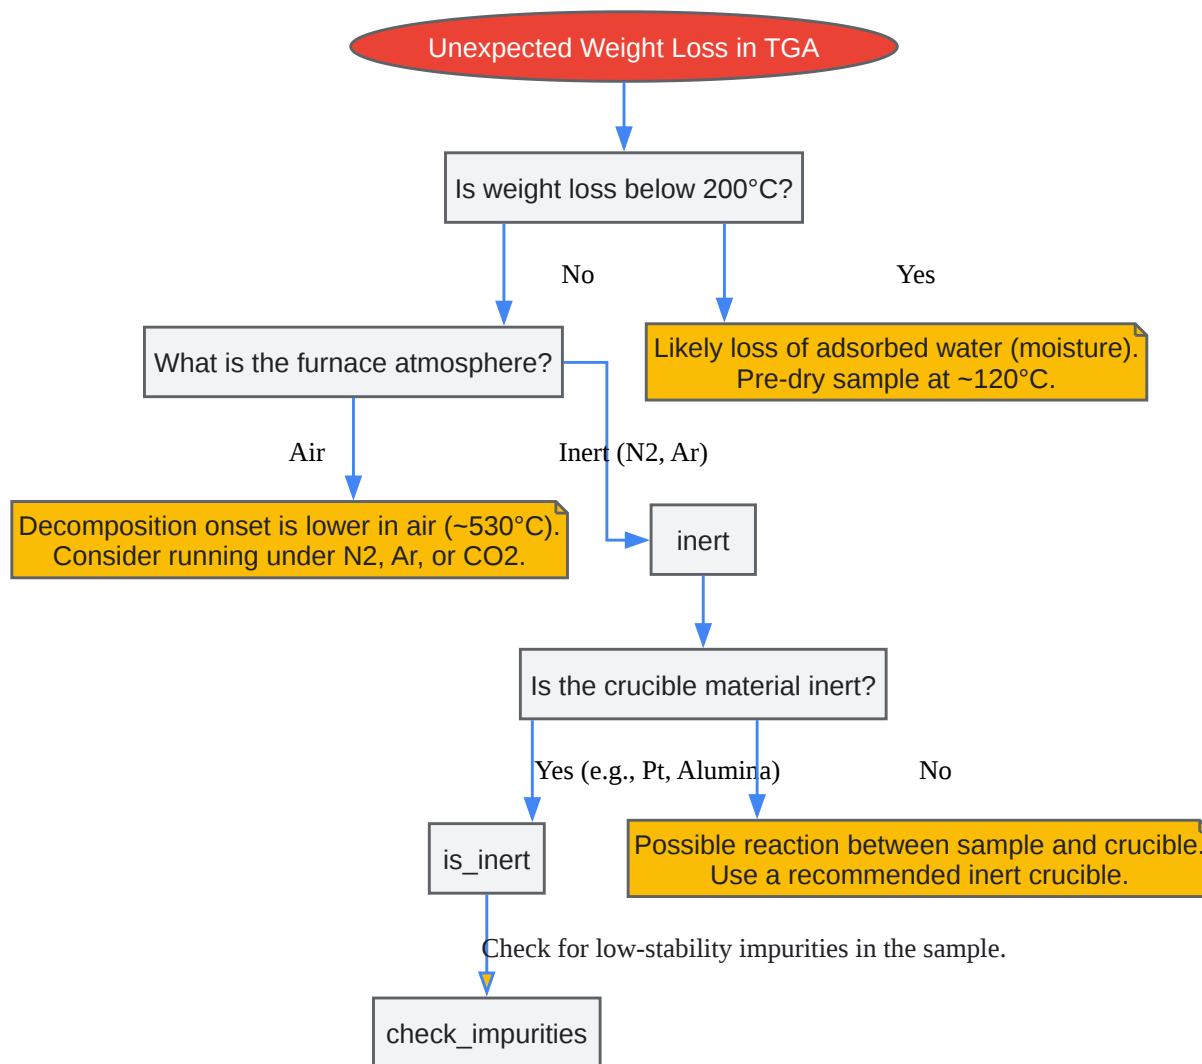 Unexpected Weight Loss in TGA
Is weight loss below 200°C?
No
Yes
What is the furnace atmosphere?
Likely loss of adsorbed water (moisture).
Pre-dry sample at ~120°C.
Air
Inert (N2, Ar)
Decomposition onset is lower in air (~530°C).
Consider running under N2, Ar, or CO2.
inert
Is the crucible material inert?
Yes (e.g., Pt, Alumina)
No
is_inert
Possible reaction between sample and crucible.
Use a recommended inert crucible.
Check for low-stability impurities in the sample.
check_impurities